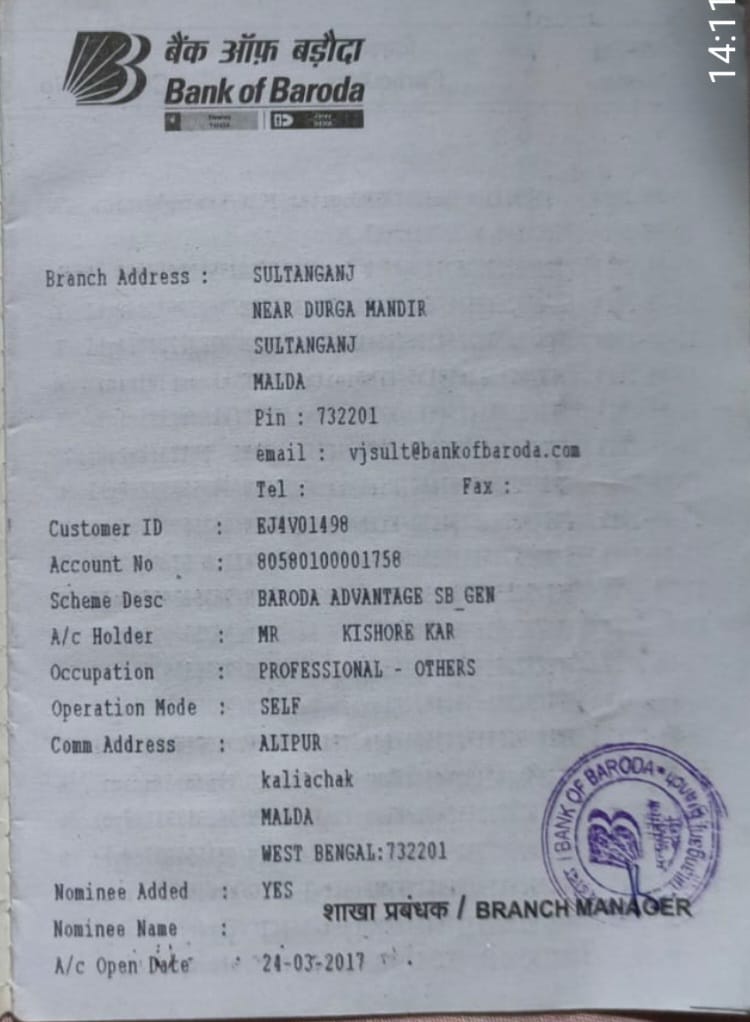 14:11
बैंक ऑफ़ बड़ौदा
Bank of Baroda
Branch Address : SULTANGANJ
NEAR DURGA MANDIR
SULTANGANJ
MALDA
Pin : 732201
email : vjsult@bankofbaroda.com
Tel : Fax :
Customer ID : EJ4V01498
Account No : 80580100001758
Scheme Desc BARODA ADVANTAGE SB_GEN
A/c Holder : MR KISHORE KAR
Occupation : PROFESSIONAL - OTHERS
Operation Mode : SELF
Comm Address : ALIPUR
kaliachak
MALDA
WEST BENGAL:732201
BANK OF BARODA
Branch
Nominee Added : YES
शाखा प्रबंधक / BRANCH MANAGER
Nominee Name :
A/c Open Date : 24-03-2017